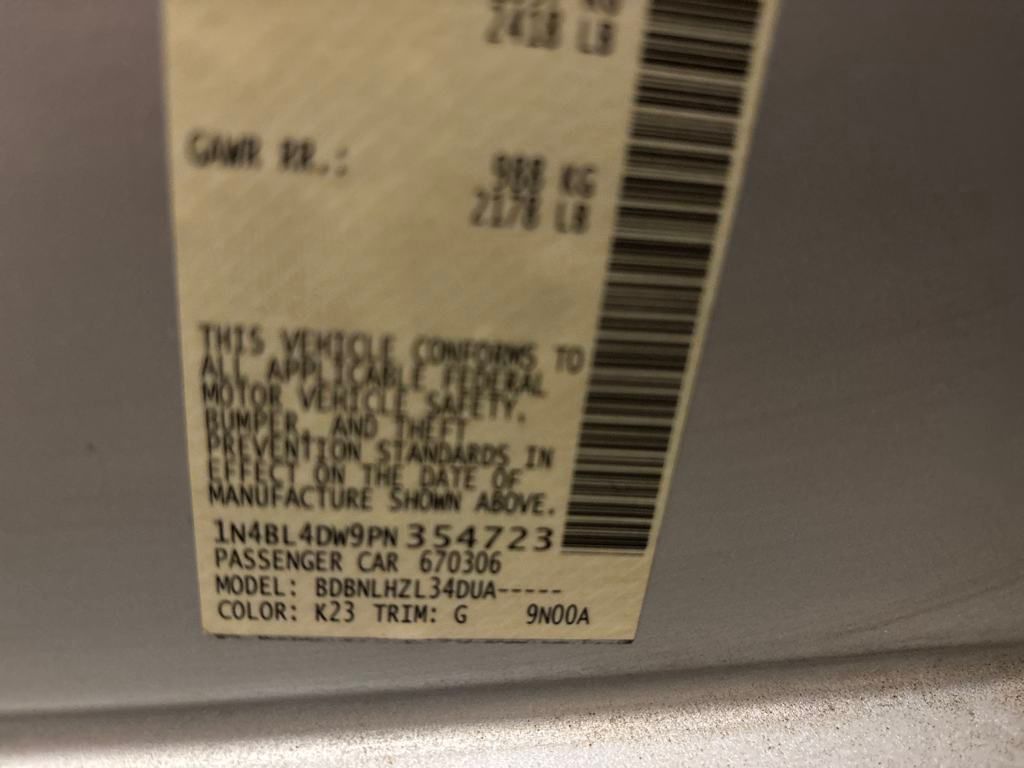 2418 LB
GAWR RR.: 988 KG
2178 LB
THIS VEHICLE CONFORMS TO
ALL APPLICABLE FEDERAL
MOTOR VEHICLE SAFETY,
BUMPER, AND THEFT
PREVENTION STANDARDS IN
EFFECT ON THE DATE OF
MANUFACTURE SHOWN ABOVE.
1N4BL4DW9PN354723
PASSENGER CAR 670306
MODEL: BDBNLHZL34DUA-----
COLOR: K23 TRIM: G 9N00A